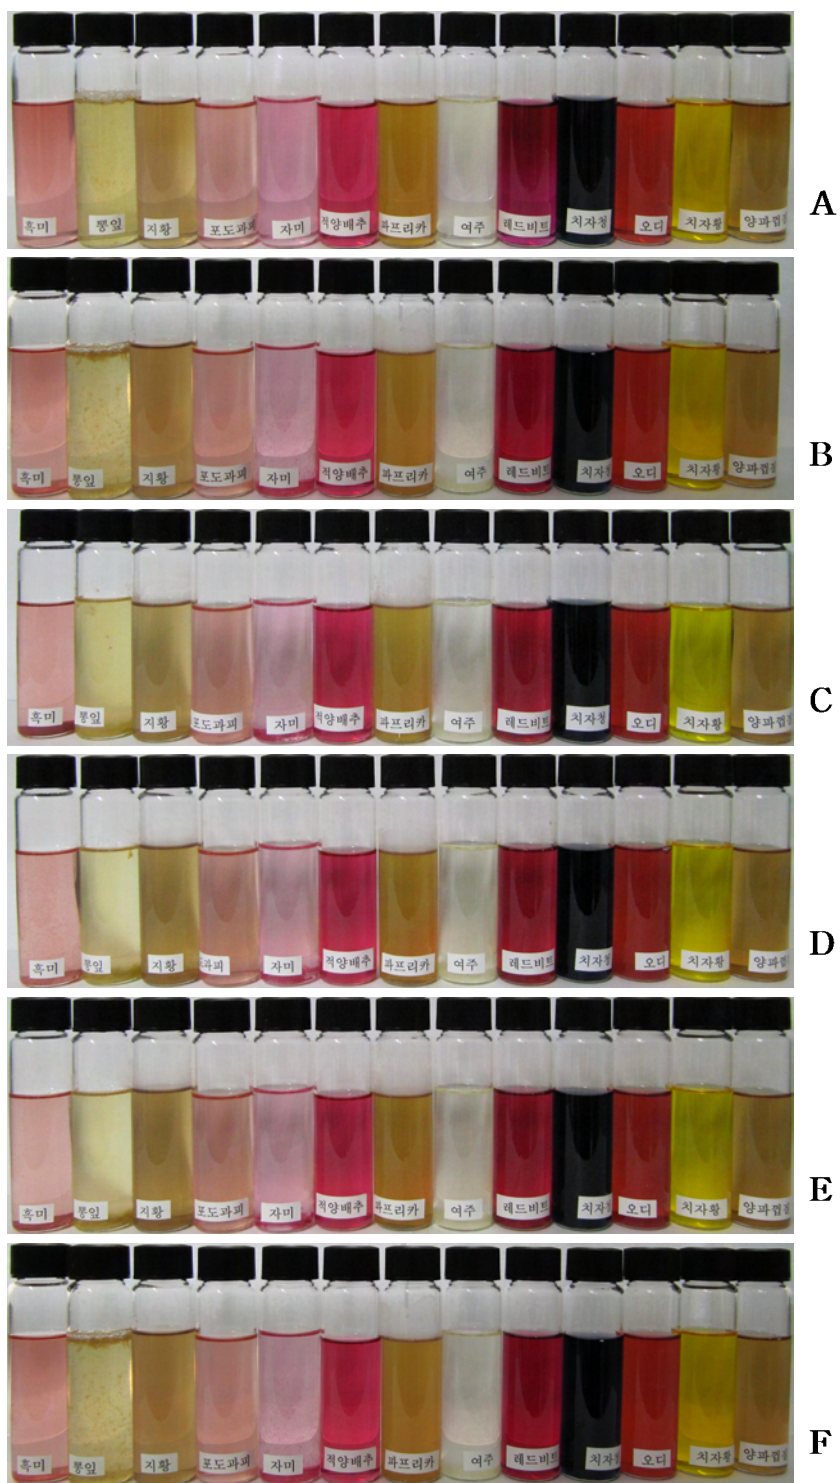 흑미 뽕잎 지황 포도과피 자미 적양배추 파프리카 여주 레드비트 치자청 오디 치자황 양파껍질
A
흑미 뽕잎 지황 포도과피 자미 적양배추 파프리카 여주 레드비트 치자청 오디 치자황 양파껍질
B
흑미 뽕잎 지황 포도과피 자미 적양배추 파프리카 여주 레드비트 치자청 오디 치자황 양파껍
C
흑미 뽕잎 지황 도과피 자미 적양배추 파프리카 여주 레드비트 치자청 오디 치자황 양파껍
D
흑미 뽕잎 지황 포도과피 자미 적양배추 파프리카 여주 레드비트 치자청 오디 치자황 양파껍질
E
흑미 뽕잎 지황 포도과피 자미 적양배추 파프리카 여주 레드비트 치자청 오디 치자황 양파껍질
F